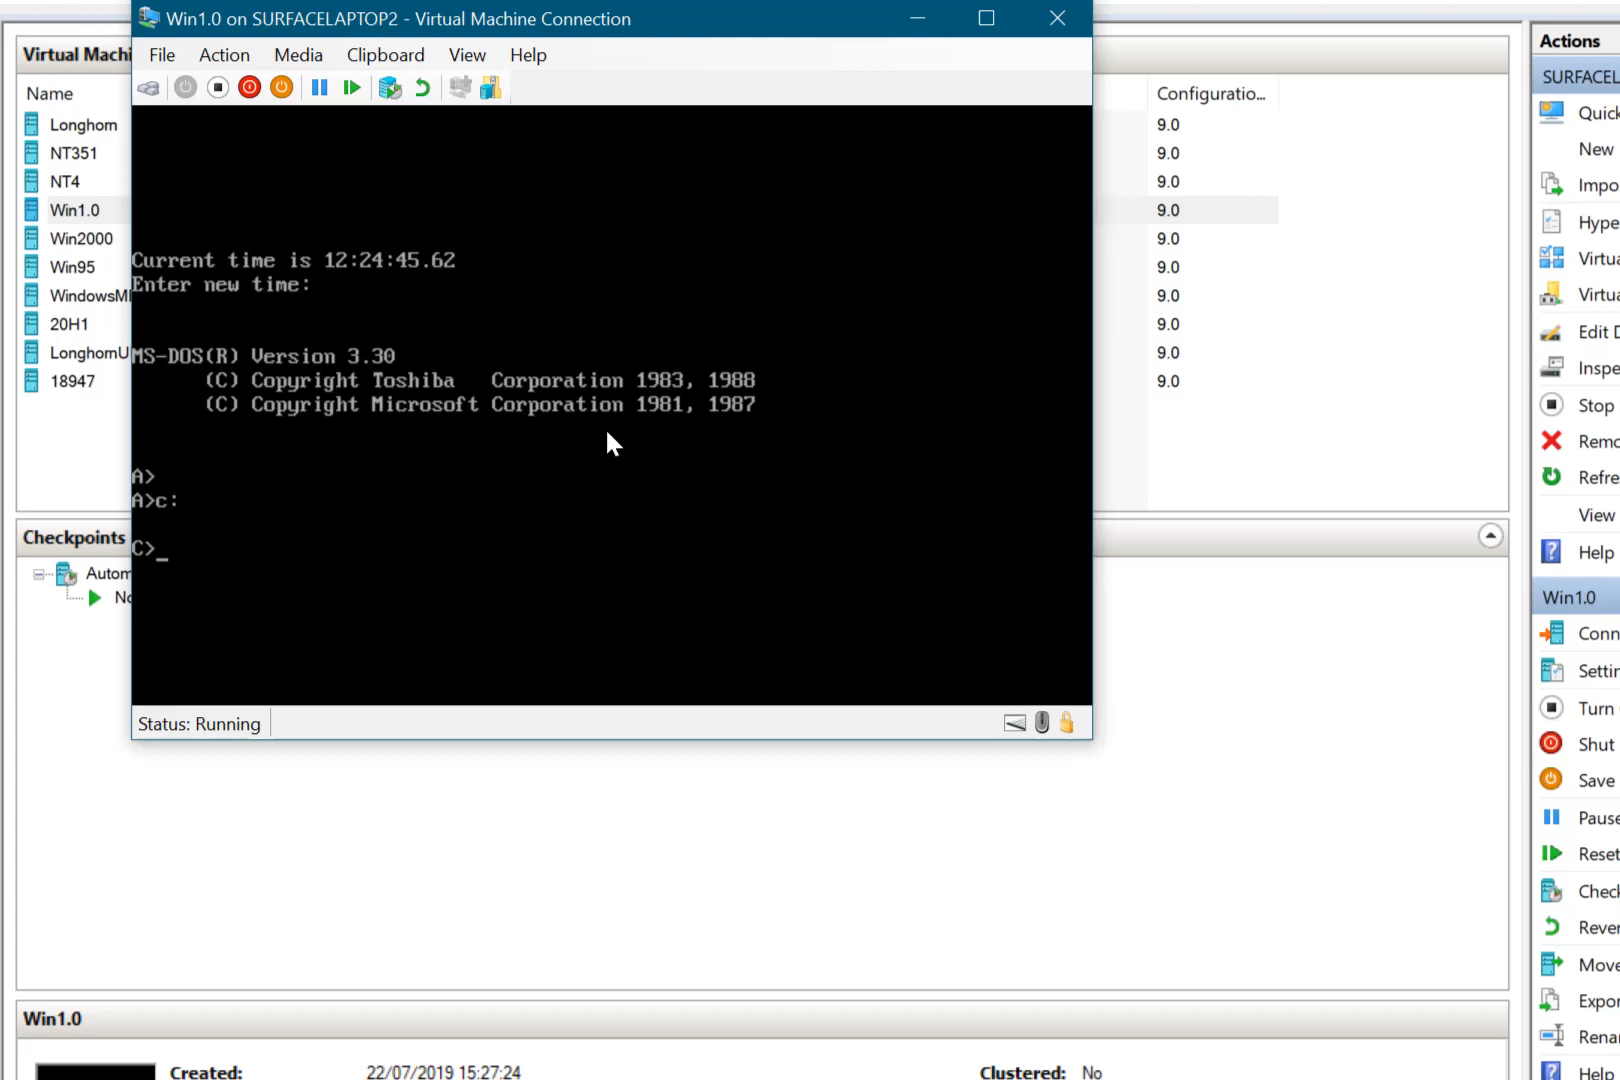 Win1.0 on SURFACELAPTOP2 - Virtual Machine Connection
File Action Media Clipboard View Help
Virtual Machi
Name
Configuratio...
Longhorn 9.0
NT351 9.0
NT4 9.0
Win1.0 9.0
Win2000 9.0
Win95 9.0
WindowsM 9.0
20H1 9.0
LonghornU 9.0
18947 9.0
Current time is 12:24:45.62
Enter new time:
MS-DOS(R) Version 3.30
(C) Copyright Toshiba Corporation 1983, 1988
(C) Copyright Microsoft Corporation 1981, 1987
A>
A>c:
C>_
Status: Running
Checkpoints
Autom
No
Win1.0
Created: 22/07/2019 15:27:24 Clustered: No
Actions
SURFACEL
Quick
New
Impo
Hype
Virtua
Virtua
Edit D
Inspe
Stop
Remo
Refre
View
Help
Win1.0
Conn
Settin
Turn
Shut
Save
Pause
Reset
Check
Rever
Move
Expor
Renar
Help